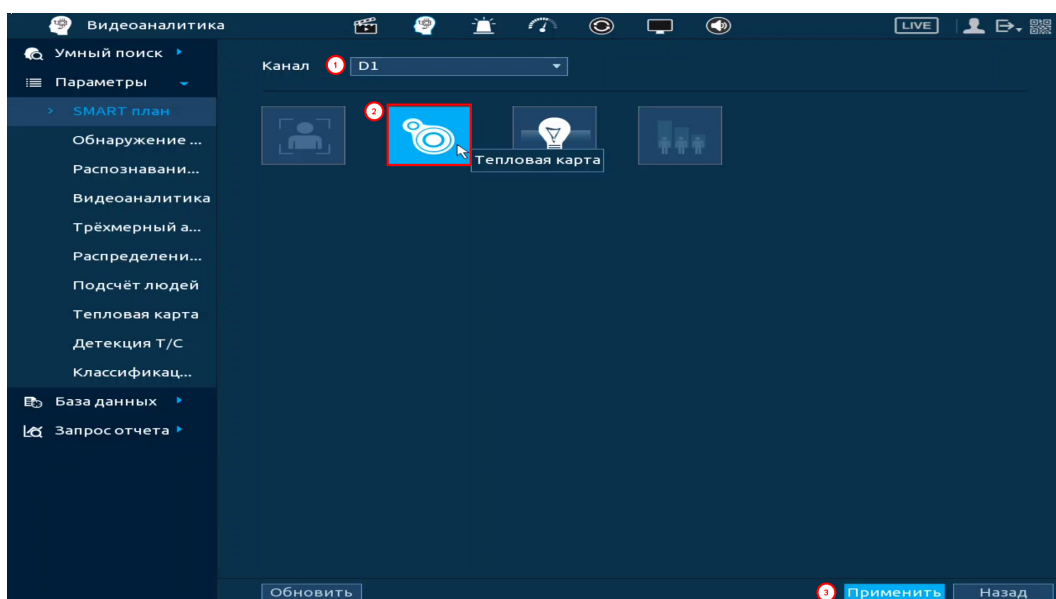 Видеоаналитика
LIVE
Умный поиск
Канал 1 D1
Параметры
SMART план
2
Обнаружение ...
Тепловая карта
Распознавани...
Видеоаналитика
Трёхмерный а...
Распределени...
Подсчёт людей
Тепловая карта
Детекция Т/С
Классификац...
База данных
Запрос отчета
Обновить
3 Применить
Назад